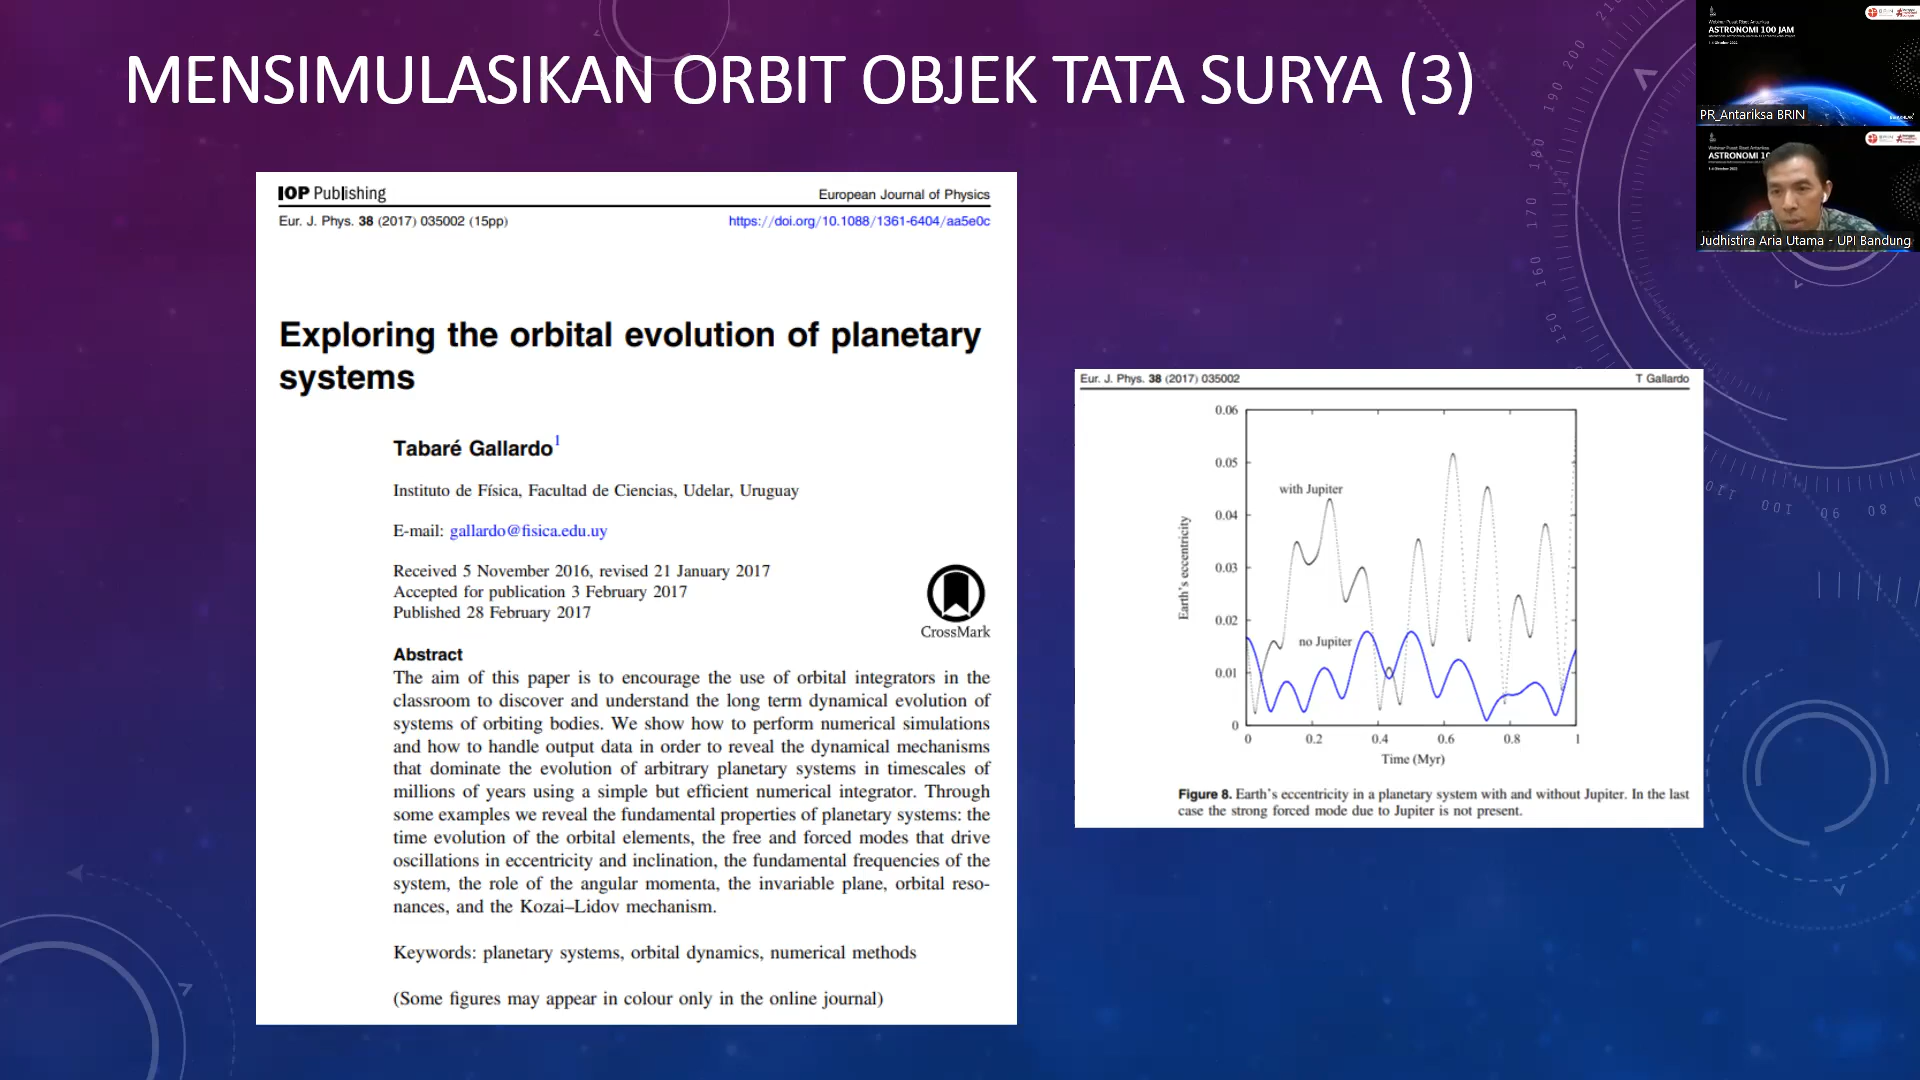 MENSIMULASIKAN ORBIT OBJEK TATA SURYA (3)
IOP Publishing
European Journal of Physics
Eur. J. Phys. 38 (2017) 035002 (15pp)
https://doi.org/10.1088/1361-6404/aa5e0c
Exploring the orbital evolution of planetary
systems
Tabaré Gallardo1
Instituto de Física, Facultad de Ciencias, Udelar, Uruguay
E-mail: gallardo@fisica.edu.uy
Received 5 November 2016, revised 21 January 2017
Accepted for publication 3 February 2017
Published 28 February 2017
CrossMark
Abstract
The aim of this paper is to encourage the use of orbital integrators in the
classroom to discover and understand the long term dynamical evolution of
systems of orbiting bodies. We show how to perform numerical simulations
and how to handle output data in order to reveal the dynamical mechanisms
that dominate the evolution of arbitrary planetary systems in timescales of
millions of years using a simple but efficient numerical integrator. Through
some examples we reveal the fundamental properties of planetary systems: the
time evolution of the orbital elements, the free and forced modes that drive
oscillations in eccentricity and inclination, the fundamental frequencies of the
system, the role of the angular momenta, the invariable plane, orbital reso-
nances, and the Kozai–Lidov mechanism.
Keywords: planetary systems, orbital dynamics, numerical methods
(Some figures may appear in colour only in the online journal)
Eur. J. Phys. 38 (2017) 035002
T Gallardo
0.06
0.05
0.04
0.03
0.02
0.01
0
Earth's eccentricity
with Jupiter
no Jupiter
0 0.2 0.4 0.6 0.8 1
Time (Myr)
Figure 8. Earth's eccentricity in a planetary system with and without Jupiter. In the last
case the strong forced mode due to Jupiter is not present.
ASTRONOMI 100 JAM
PR_Antariksa BRIN
ASTRONOMI 10
Judhistira Aria Utama - UPI Bandung
210
200
190
180
170
160
150
110
100
90
80